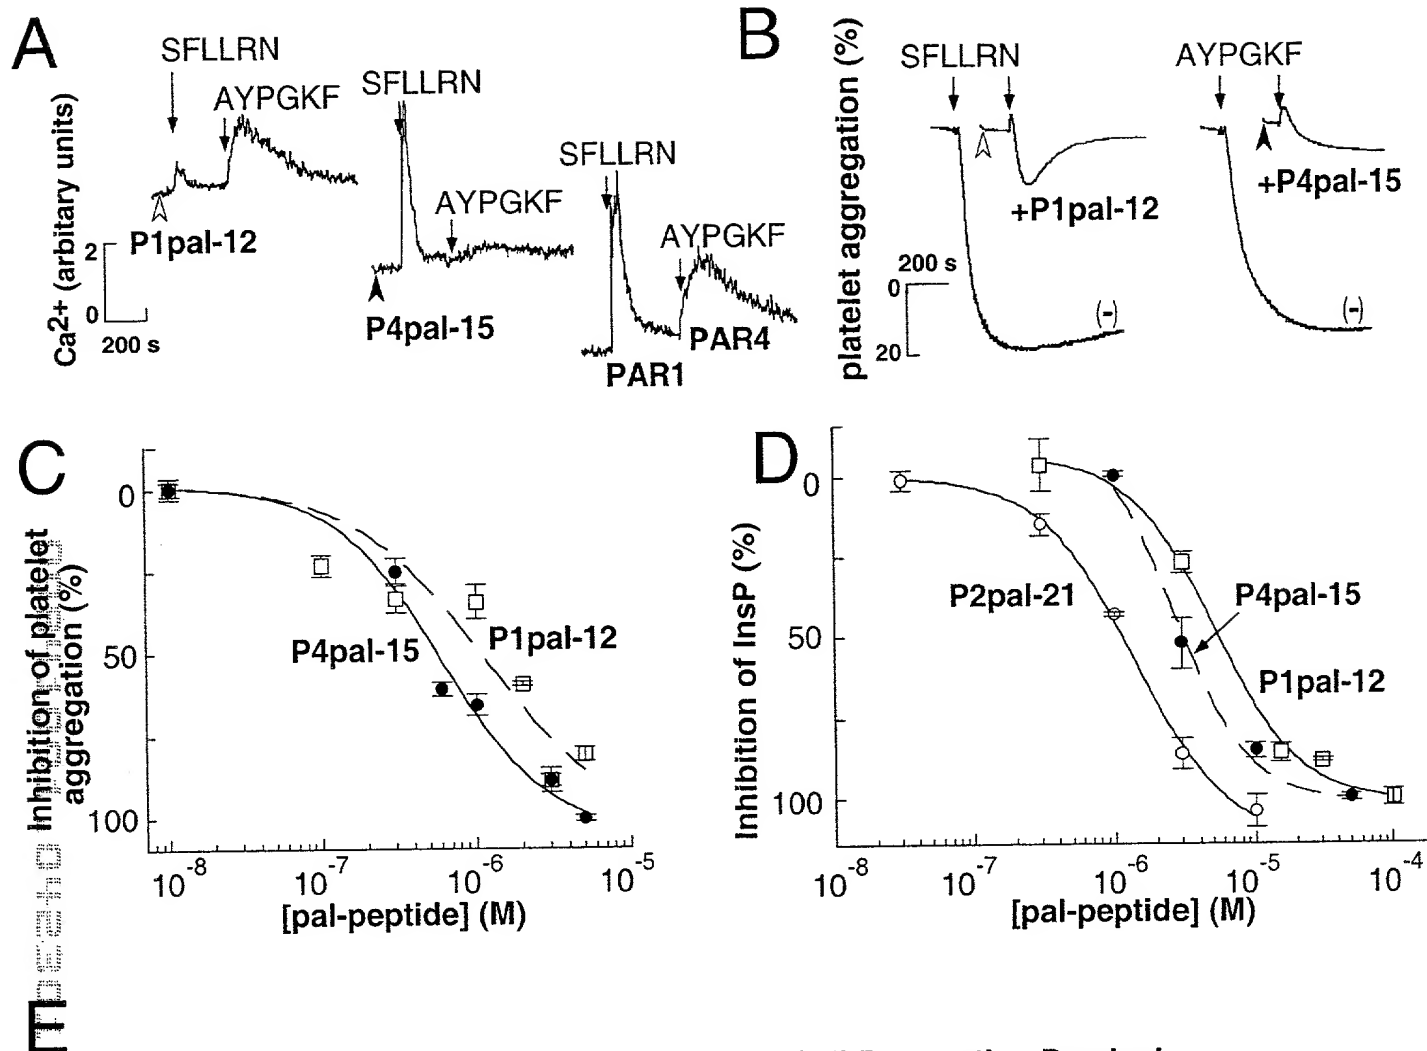 A
SFLLRN
AYPGKF
P1pal-12
Ca2+ (arbitary units)
2
0
200 s
SFLLRN
AYPGKF
P4pal-15
SFLLRN
AYPGKF
PAR1
PAR4
B
platelet aggregation (%)
SFLLRN
+P1pal-12
200 s
0
20
(-)
AYPGKF
+P4pal-15
(-)
C
Inhibition of platelet
aggregation (%)
0
50
100
P4pal-15
P1pal-12
10-8
10-7
10-6
10-5
[pal-peptide] (M)
D
Inhibition of InsP (%)
0
50
100
P2pal-21
P4pal-15
P1pal-12
10-8
10-7
10-6
10-5
10-4
[pal-peptide] (M)
E